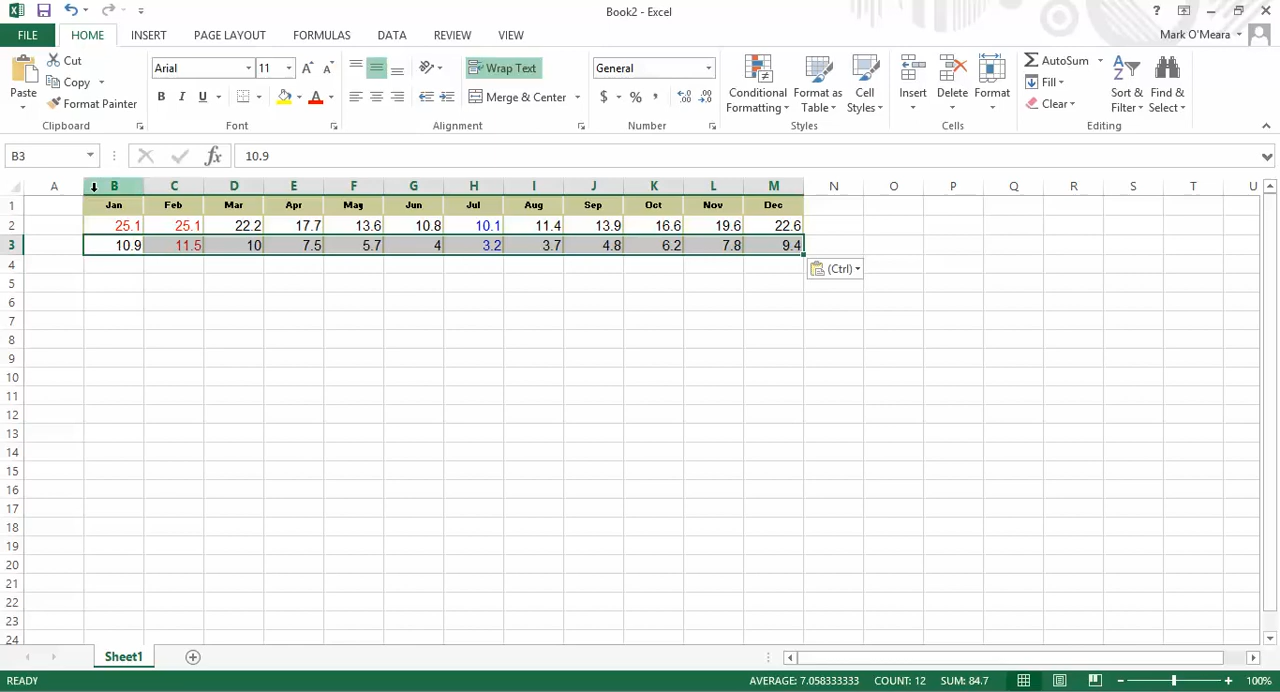 Book2 - Excel
?
FILE HOME INSERT PAGE LAYOUT FORMULAS DATA REVIEW VIEW
Mark O'Meara
Cut
Copy
Format Painter
Paste
Clipboard
Arial 11
B I U
Font
Wrap Text
Merge & Center
Alignment
General
$ % ,
Number
Conditional Formatting
Format as Table
Cell Styles
Styles
Insert Delete Format
Cells
AutoSum
Fill
Clear
Sort & Filter
Find & Select
Editing
B3 fx 10.9
A B C D E F G H I J K L M N O P Q R S T U
1 Jan Feb Mar Apr May Jun Jul Aug Sep Oct Nov Dec
2 25.1 25.1 22.2 17.7 13.6 10.8 10.1 11.4 13.9 16.6 19.6 22.6
3 10.9 11.5 10 7.5 5.7 4 3.2 3.7 4.8 6.2 7.8 9.4
4
(Ctrl)
5
6
7
8
9
10
11
12
13
14
15
16
17
18
19
20
21
22
23
24
Sheet1
READY AVERAGE: 7.058333333 COUNT: 12 SUM: 84.7 100%